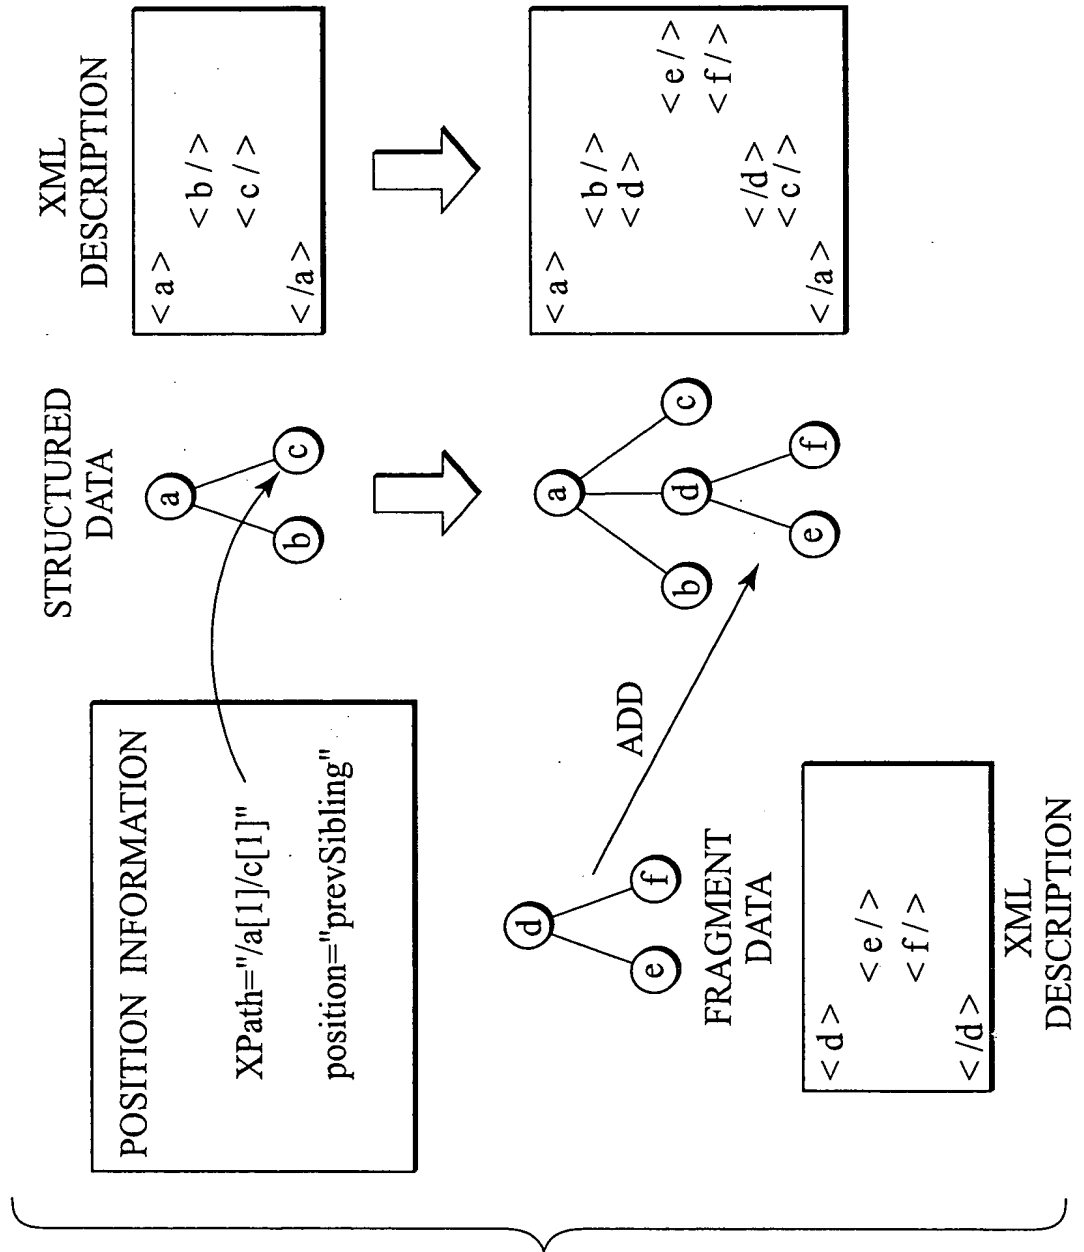 POSITION INFORMATION
XPath="/a[1]/c[1]"
position="prevSibling"
STRUCTURED
DATA
a
b
c
XML
DESCRIPTION
<a>
<b/>
<c/>
</a>
d
e
f
FRAGMENT
DATA
ADD
a
b
d
c
e
f
<a>
<b/>
<d>
<e/>
<f/>
</d>
<c/>
</a>
<d>
<e/>
<f/>
</d>
XML
DESCRIPTION